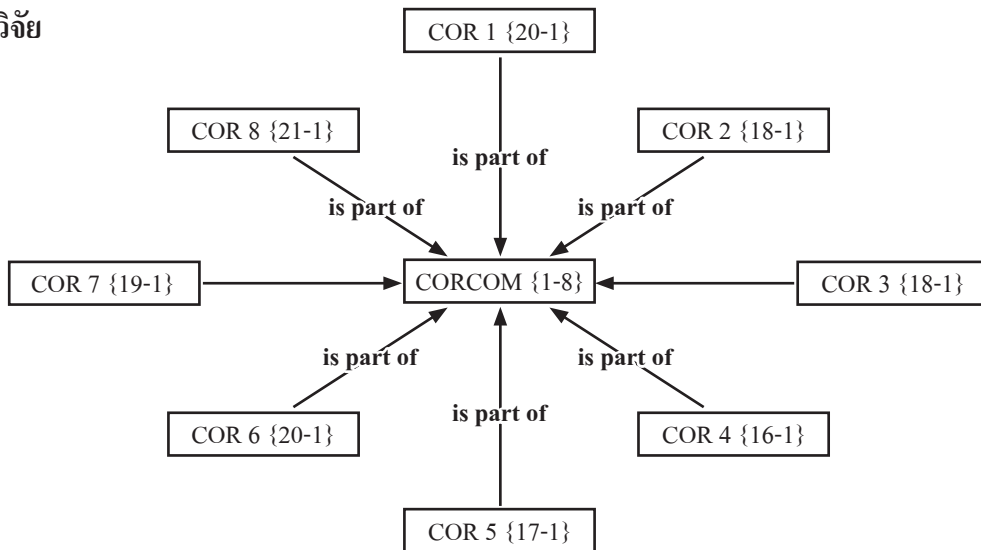 วิจัย
COR 1 {20-1}
COR 8 {21-1}
COR 2 {18-1}
is part of
is part of
is part of
COR 7 {19-1}
CORCOM {1-8}
COR 3 {18-1}
is part of
is part of
is part of
COR 6 {20-1}
COR 4 {16-1}
COR 5 {17-1}